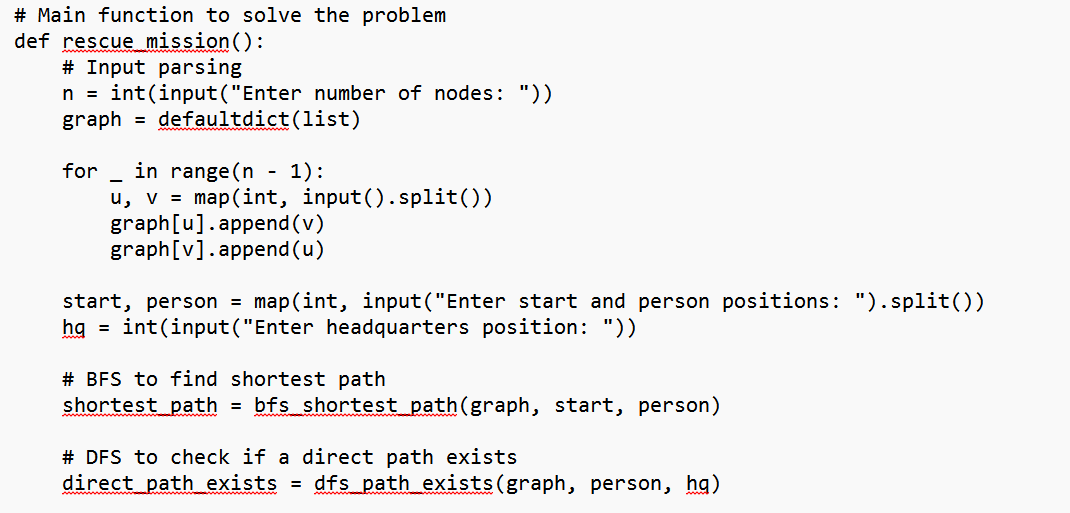 # Main function to solve the problem
def rescue_mission():
    # Input parsing
    n = int(input("Enter number of nodes: "))
    graph = defaultdict(list)

    for _ in range(n - 1):
        u, v = map(int, input().split())
        graph[u].append(v)
        graph[v].append(u)

    start, person = map(int, input("Enter start and person positions: ").split())
    hq = int(input("Enter headquarters position: "))

    # BFS to find shortest path
    shortest_path = bfs_shortest_path(graph, start, person)

    # DFS to check if a direct path exists
    direct_path_exists = dfs_path_exists(graph, person, hq)